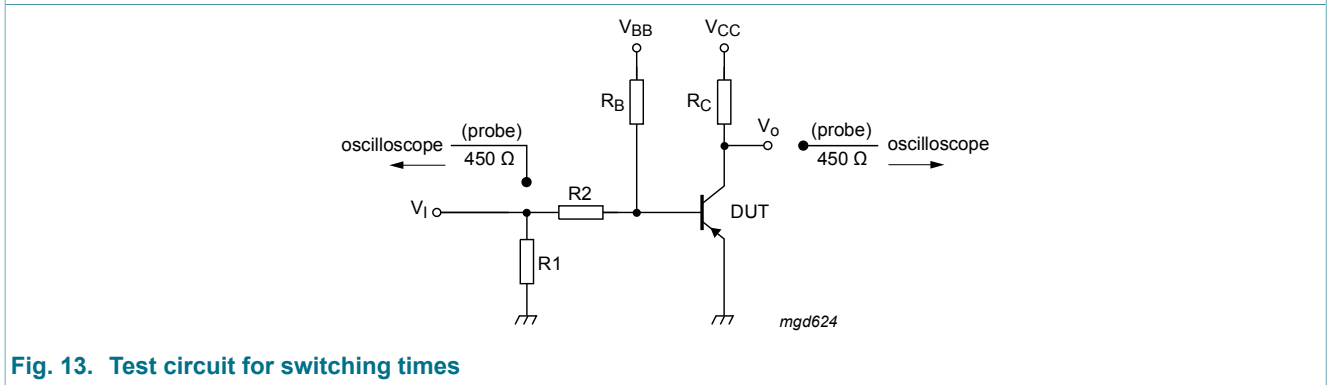 VBB
VCC
RB
RC
Vo
(probe)
oscilloscope
450 Ω
(probe)
oscilloscope
450 Ω
R2
VI
DUT
R1
mgd624
Fig. 13. Test circuit for switching times